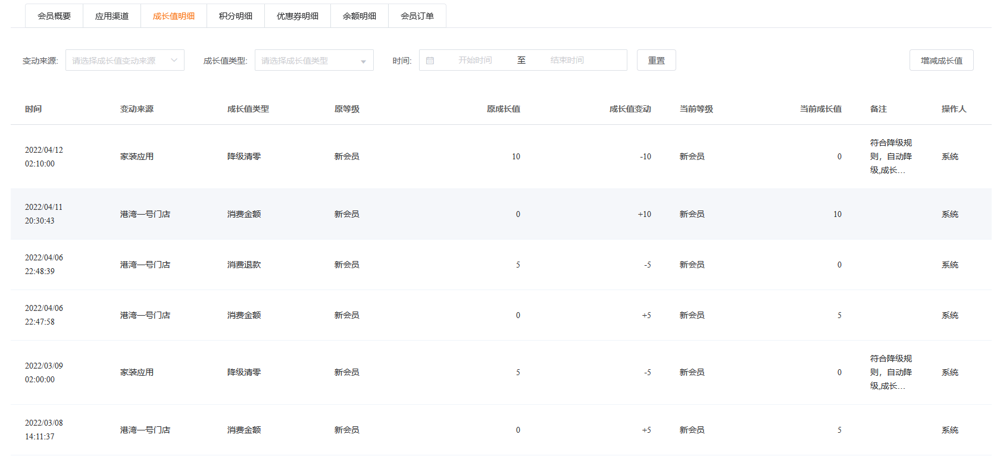 会员概要 应用渠道 成长值明细 积分明细 优惠券明细 余额明细 会员订单
变动来源: 请选择成长值变动来源 成长值类型: 请选择成长值类型 时间: 开始时间 至 结束时间 重置 增减成长值
时间 变动来源 成长值类型 原等级 原成长值 成长值变动 当前等级 当前成长值 备注 操作人
2022/04/12
02:10:00
家装应用 降级清零 新会员 10 -10 新会员 0
符合降级规
则，自动降
级,成长...
系统
2022/04/11
20:30:43
港湾一号门店 消费金额 新会员 0 +10 新会员 10 系统
2022/04/06
22:48:39
港湾一号门店 消费退款 新会员 5 -5 新会员 0 系统
2022/04/06
22:47:58
港湾一号门店 消费金额 新会员 0 +5 新会员 5 系统
2022/03/09
02:00:00
家装应用 降级清零 新会员 5 -5 新会员 0
符合降级规
则，自动降
级,成长...
系统
2022/03/08
14:11:37
港湾一号门店 消费金额 新会员 0 +5 新会员 5 系统